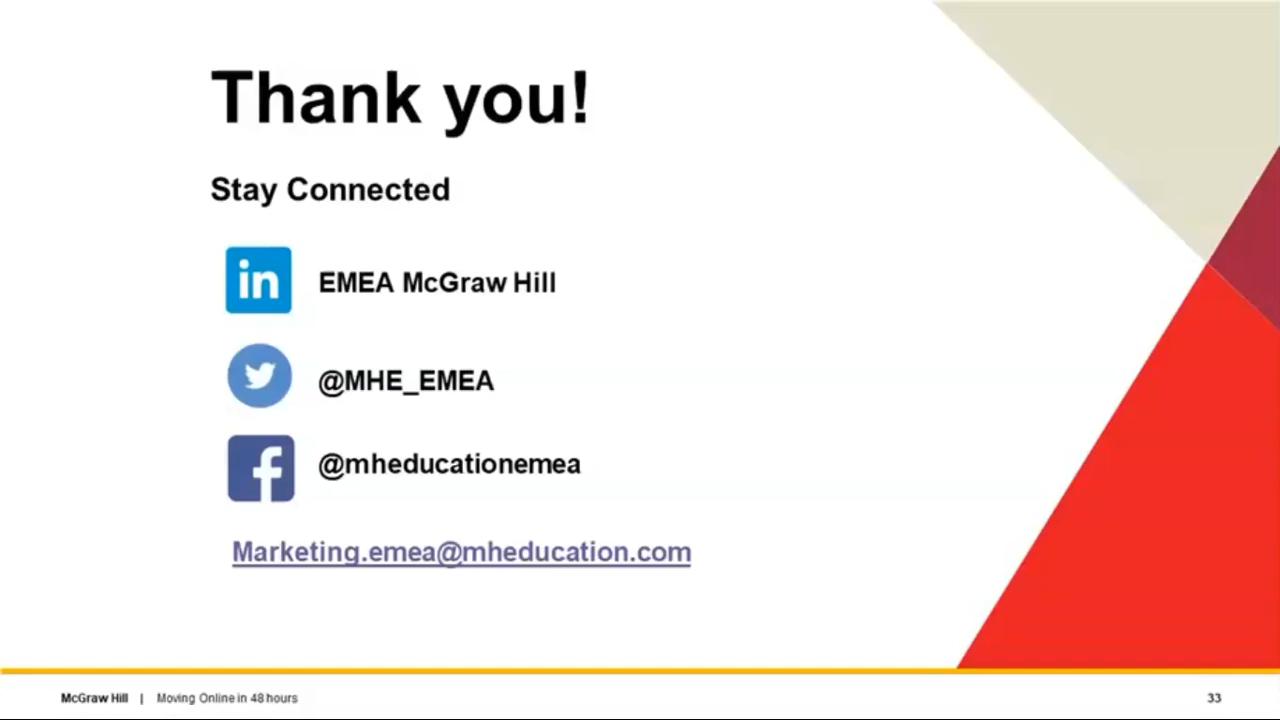 Thank you!
Stay Connected
in EMEA McGraw Hill
@MHE_EMEA
f @mheducationemea
Marketing.emea@mheducation.com
McGraw Hill | Moving Online in 48 hours 33